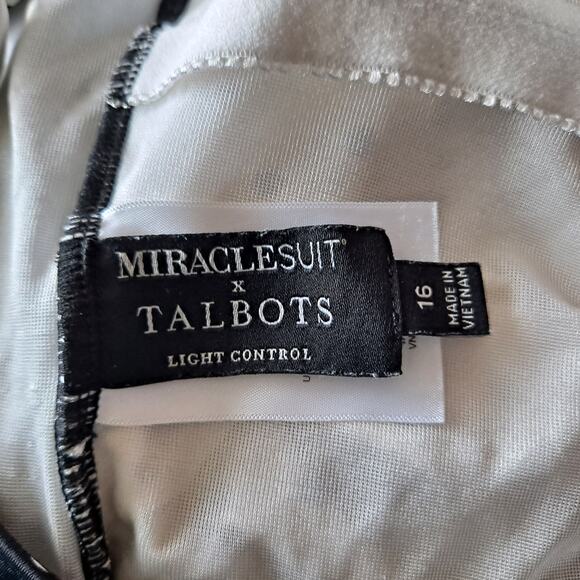 MIRACLESUIT®
x
TALBOTS
LIGHT CONTROL
16
MADE IN
VIETNAM